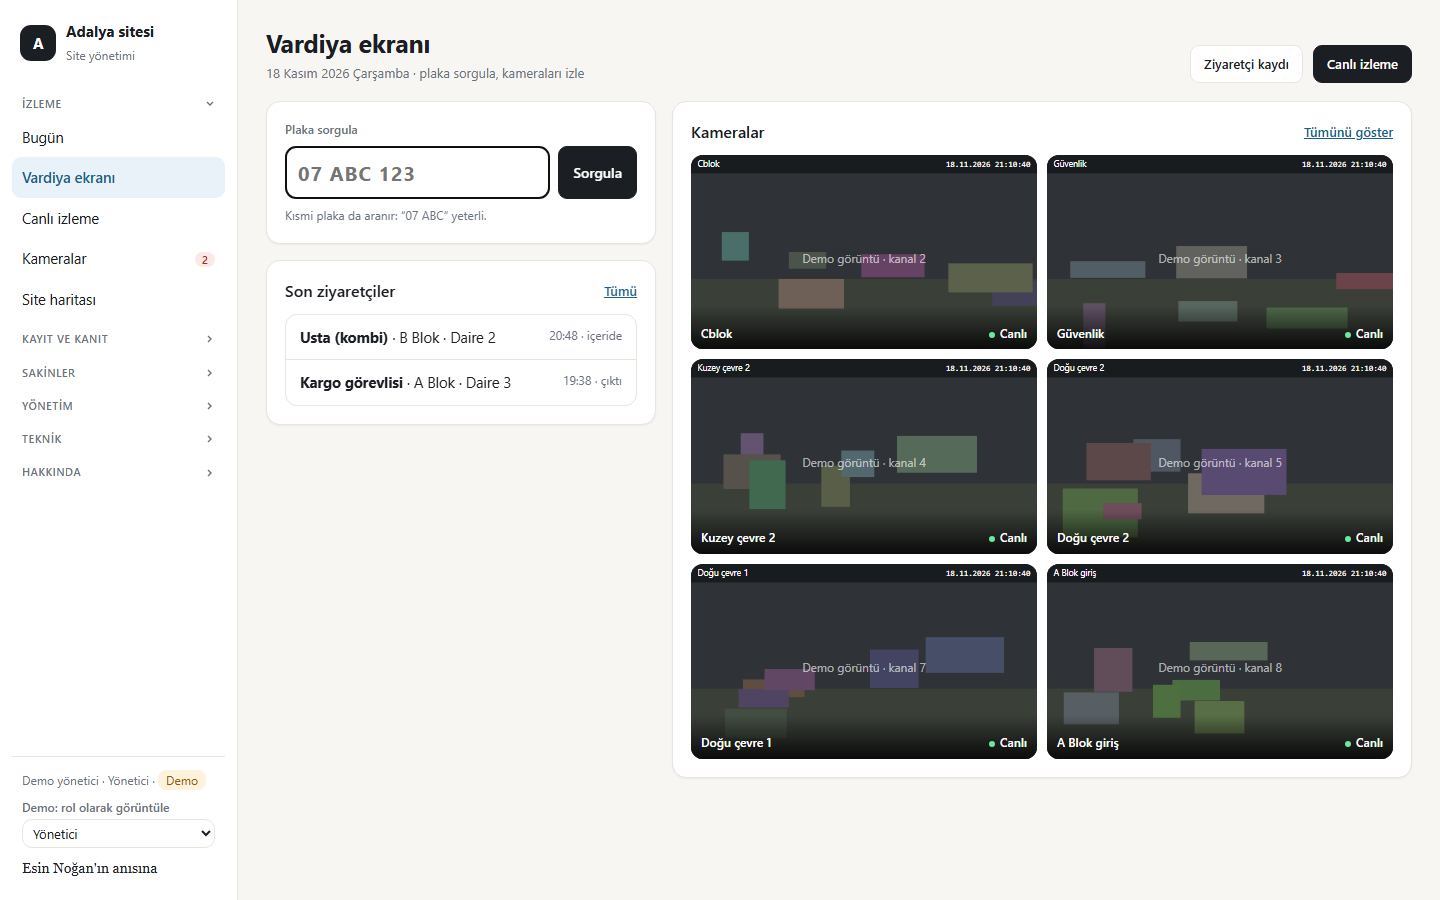 A
Adalya sitesi
Site yönetimi
İZLEME
Bugün
Vardiya ekranı
Canlı izleme
Kameralar
2
Site haritası
KAYIT VE KANIT
SAKİNLER
YÖNETİM
TEKNİK
HAKKINDA
Demo yönetici · Yönetici · Demo
Demo: rol olarak görüntüle
Yönetici
Esin Noğan'ın anısına
Vardiya ekranı
18 Kasım 2026 Çarşamba · plaka sorgula, kameraları izle
Ziyaretçi kaydı
Canlı izleme
Plaka sorgula
07 ABC 123
Sorgula
Kısmi plaka da aranır: “07 ABC” yeterli.
Son ziyaretçiler
Tümü
Usta (kombi) · B Blok · Daire 2
20:48 · içeride
Kargo görevlisi · A Blok · Daire 3
19:38 · çıktı
Kameralar
Tümünü göster
Cblok
18.11.2026 21:10:40
Demo görüntü · kanal 2
Cblok
Canlı
Güvenlik
18.11.2026 21:10:40
Demo görüntü · kanal 3
Güvenlik
Canlı
Kuzey çevre 2
18.11.2026 21:10:40
Demo görüntü · kanal 4
Kuzey çevre 2
Canlı
Doğu çevre 2
18.11.2026 21:10:40
Demo görüntü · kanal 5
Doğu çevre 2
Canlı
Doğu çevre 1
18.11.2026 21:10:40
Demo görüntü · kanal 7
Doğu çevre 1
Canlı
A Blok giriş
18.11.2026 21:10:40
Demo görüntü · kanal 8
A Blok giriş
Canlı